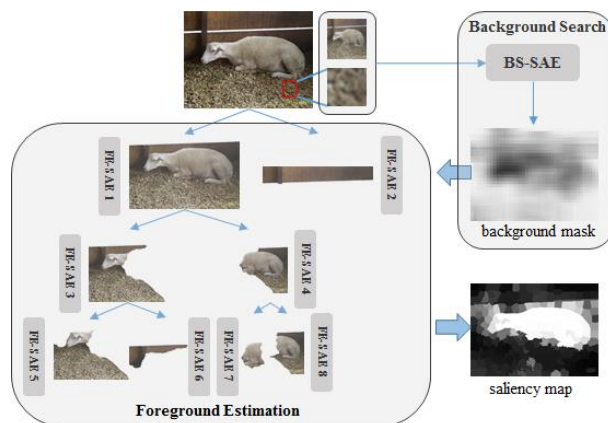 Background Search
BS-SAE
background mask
FE-SAE 1
FE-SAE 2
FE-SAE 3
FE-SAE 4
FE-SAE 5
FE-SAE 6
FE-SAE 7
FE-SAE 8
Foreground Estimation
saliency map